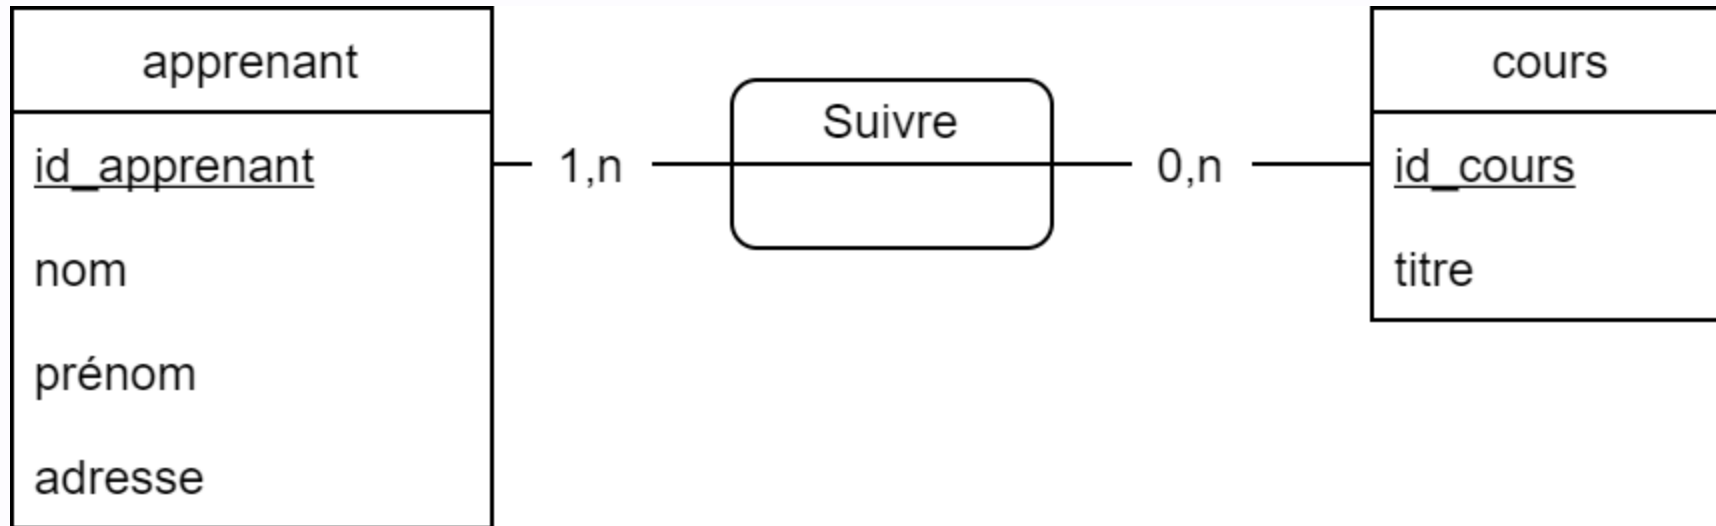 apprenant
id_apprenant
nom
prénom
adresse
1,n
Suivre
0,n
cours
id_cours
titre